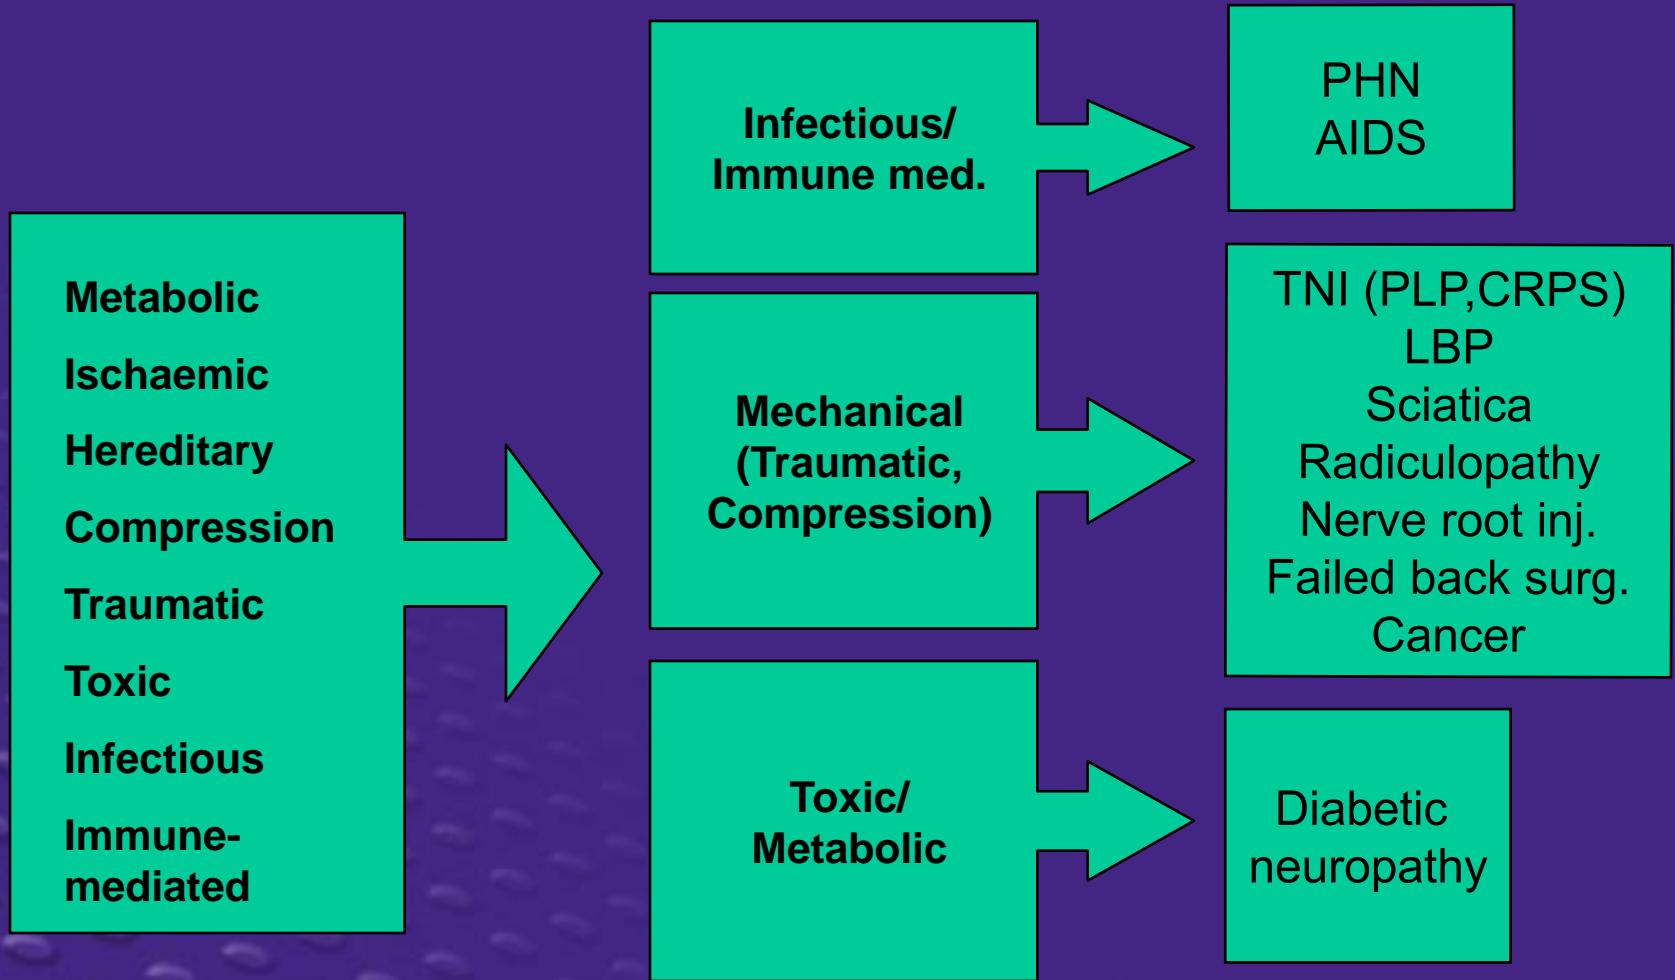 Metabolic
Ischaemic
Hereditary
Compression
Traumatic
Toxic
Infectious
Immune-
mediated
Infectious/
Immune med.
Mechanical
(Traumatic,
Compression)
Toxic/
Metabolic
PHN
AIDS
TNI (PLP,CRPS)
LBP
Sciatica
Radiculopathy
Nerve root inj.
Failed back surg.
Cancer
Diabetic
neuropathy